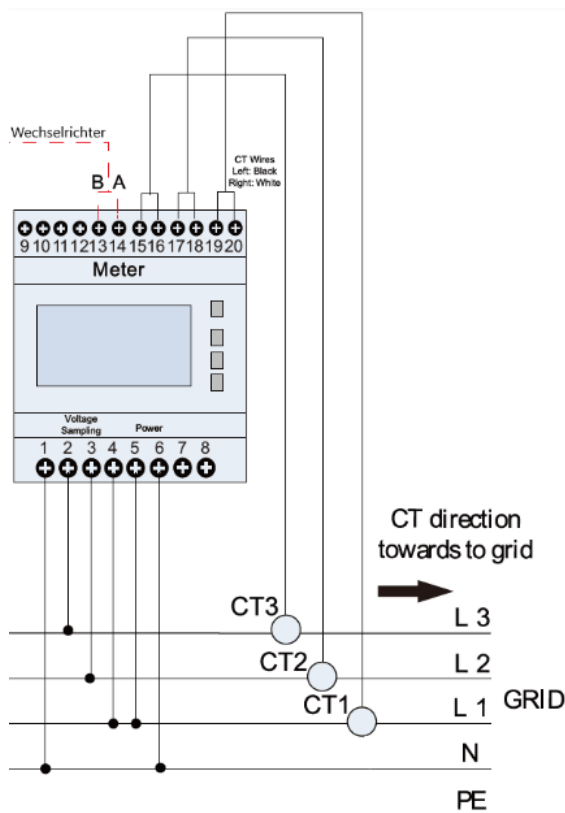 Wechselrichter
CT Wires
Left: Black
Right: White
B A
9 10 11 12 13 14 15 16 17 18 19 20
Meter
Voltage
Sampling
Power
1 2 3 4 5 6 7 8
CT direction
towards to grid
CT3
L 3
CT2
L 2
CT1
L 1
GRID
N
PE